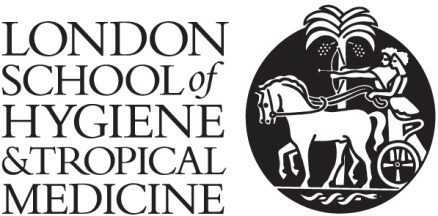 LONDON
SCHOOL of
HYGIENE
&TROPICAL
MEDICINE